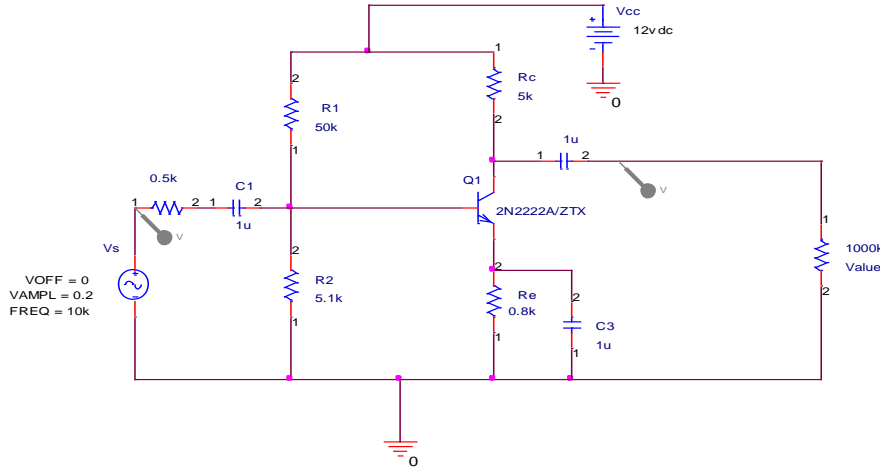 Vcc
12vdc
0
1
Rc
5k
2
2
R1
50k
1
1u
1
2
0.5k
1
2
1
C1
2
1u
V
Q1
2N2222A/ZTX
V
1
1000k
Value
2
Vs
VOFF = 0
VAMPL = 0.2
FREQ = 10k
2
R2
5.1k
1
2
Re
0.8k
1
2
C3
1u
1
0